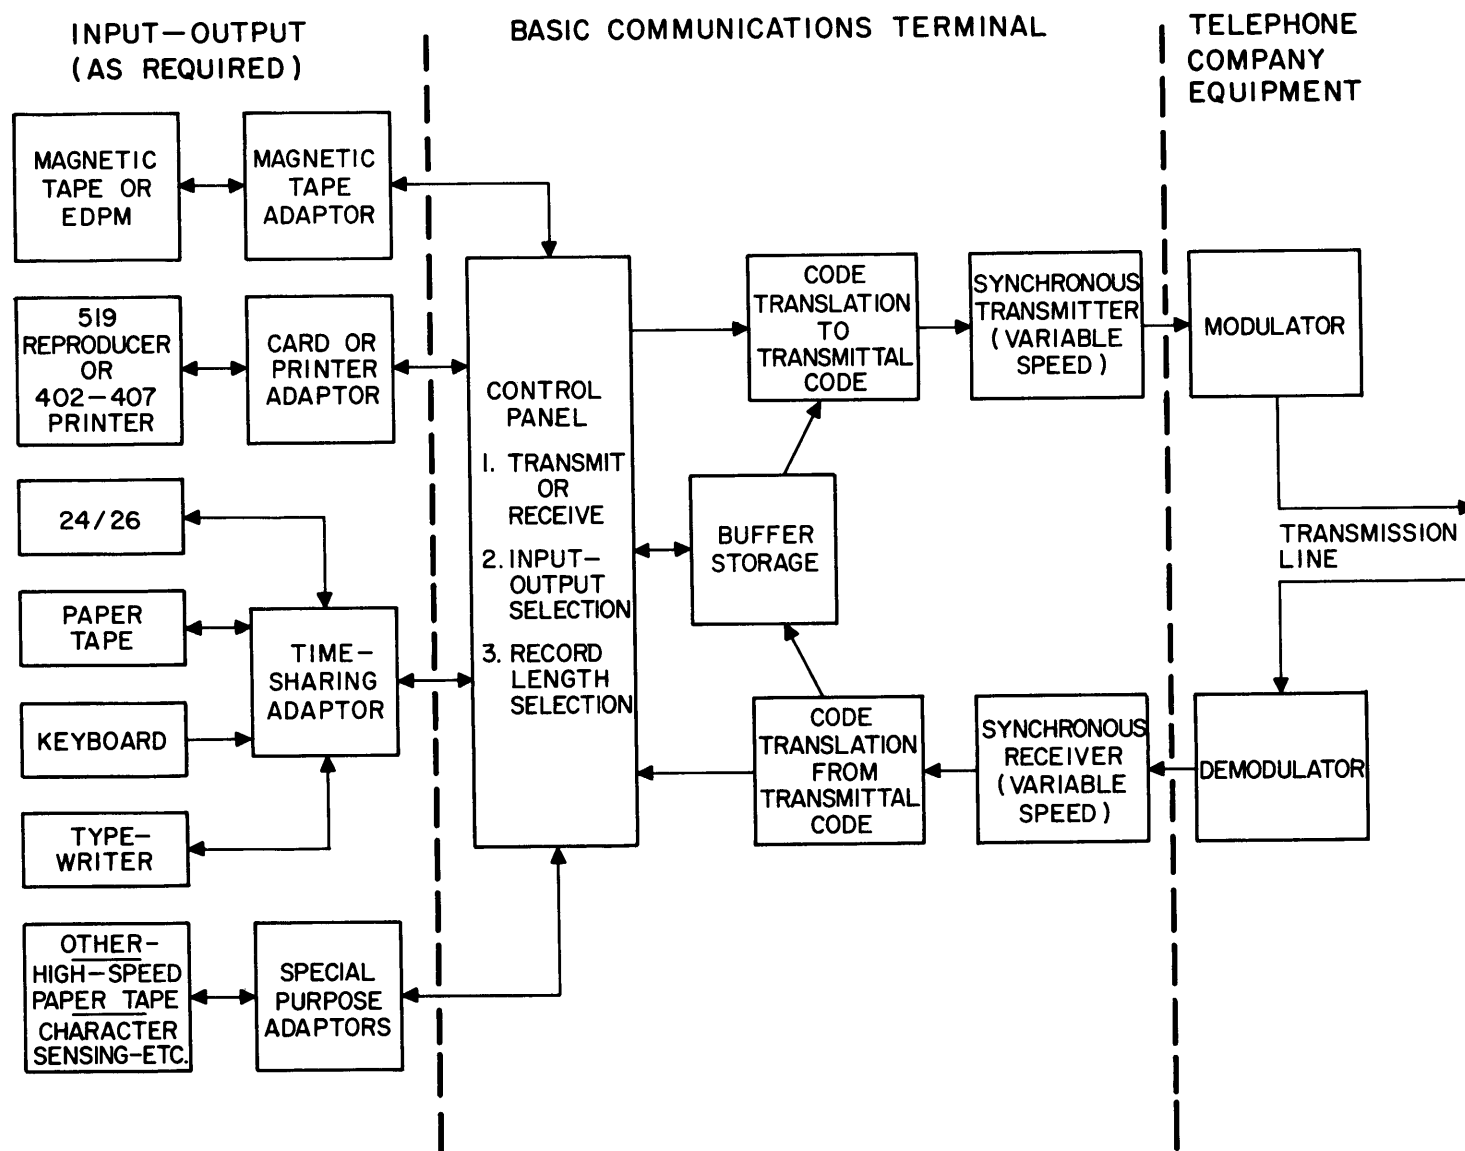 INPUT-OUTPUT
(AS REQUIRED)
BASIC COMMUNICATIONS TERMINAL
TELEPHONE
COMPANY
EQUIPMENT
MAGNETIC
TAPE OR
EDPM
MAGNETIC
TAPE
ADAPTOR
519
REPRODUCER
OR
402-407
PRINTER
CARD OR
PRINTER
ADAPTOR
24/26
PAPER
TAPE
KEYBOARD
TYPE-
WRITER
TIME-
SHARING
ADAPTOR
OTHER-
HIGH-SPEED
PAPER TAPE
CHARACTER
SENSING-ETC.
SPECIAL
PURPOSE
ADAPTORS
CONTROL
PANEL
1. TRANSMIT
OR
RECEIVE
2. INPUT-
OUTPUT
SELECTION
3. RECORD
LENGTH
SELECTION
CODE
TRANSLATION
TO
TRANSMITTAL
CODE
SYNCHRONOUS
TRANSMITTER
(VARIABLE
SPEED)
MODULATOR
BUFFER
STORAGE
TRANSMISSION
LINE
CODE
TRANSLATION
FROM
TRANSMITTAL
CODE
SYNCHRONOUS
RECEIVER
(VARIABLE
SPEED)
DEMODULATOR